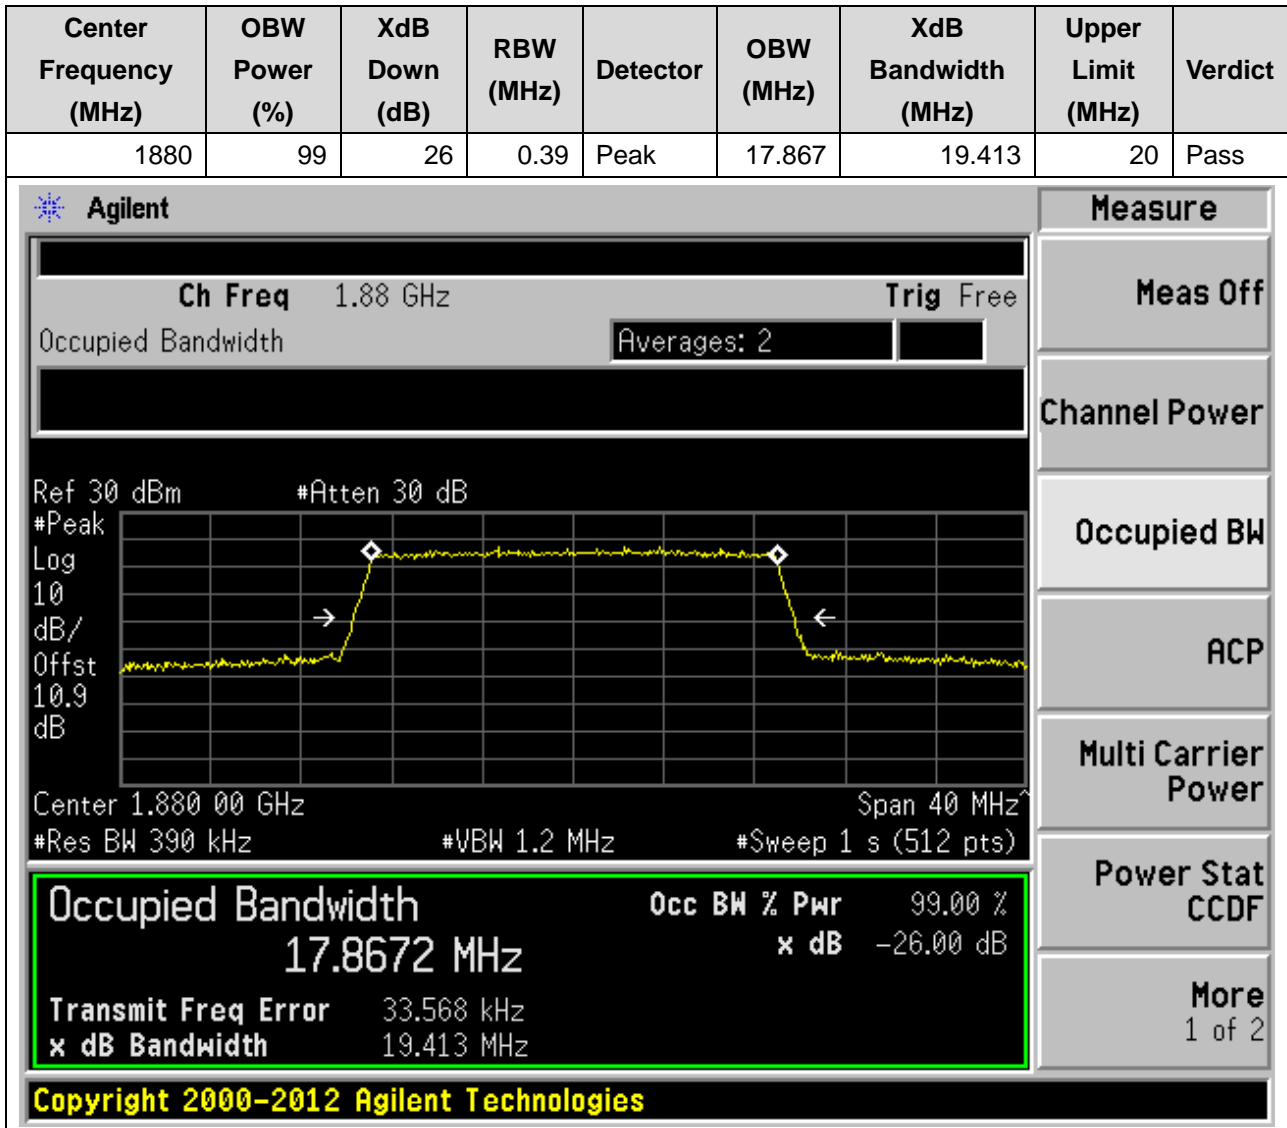 Center Frequency (MHz) OBW Power (%) XdB Down (dB) RBW (MHz) Detector OBW (MHz) XdB Bandwidth (MHz) Upper Limit (MHz) Verdict
1880 99 26 0.39 Peak 17.867 19.413 20 Pass
Agilent
Measure
Ch Freq 1.88 GHz Trig Free
Meas Off
Occupied Bandwidth Averages: 2
Channel Power
Ref 30 dBm #Atten 30 dB
#Peak
Log
10
dB/
Offst
10.9
dB
Occupied BW
ACP
Multi Carrier
Power
Center 1.880 00 GHz Span 40 MHz^
#Res BW 390 kHz #VBW 1.2 MHz #Sweep 1 s (512 pts)
Power Stat
CCDF
Occupied Bandwidth Occ BW % Pwr 99.00 %
17.8672 MHz x dB -26.00 dB
Transmit Freq Error 33.568 kHz
x dB Bandwidth 19.413 MHz
More
1 of 2
Copyright 2000-2012 Agilent Technologies